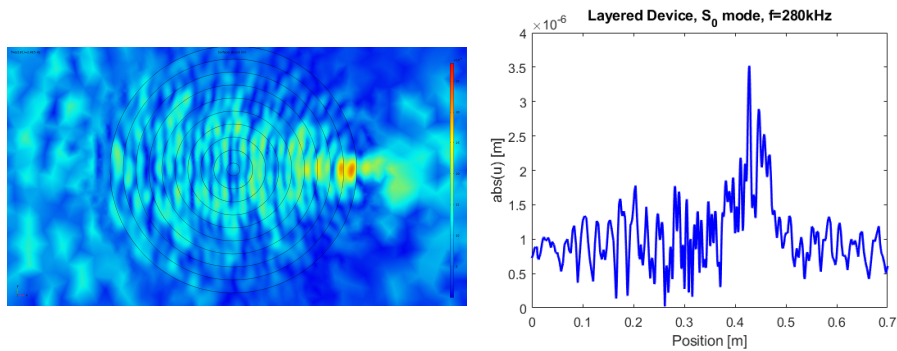 Layered Device, S0 mode, f=280kHz
×10-6
4
3.5
3
2.5
2
1.5
1
0.5
0
abs(u) [m]
0 0.1 0.2 0.3 0.4 0.5 0.6 0.7
Position [m]